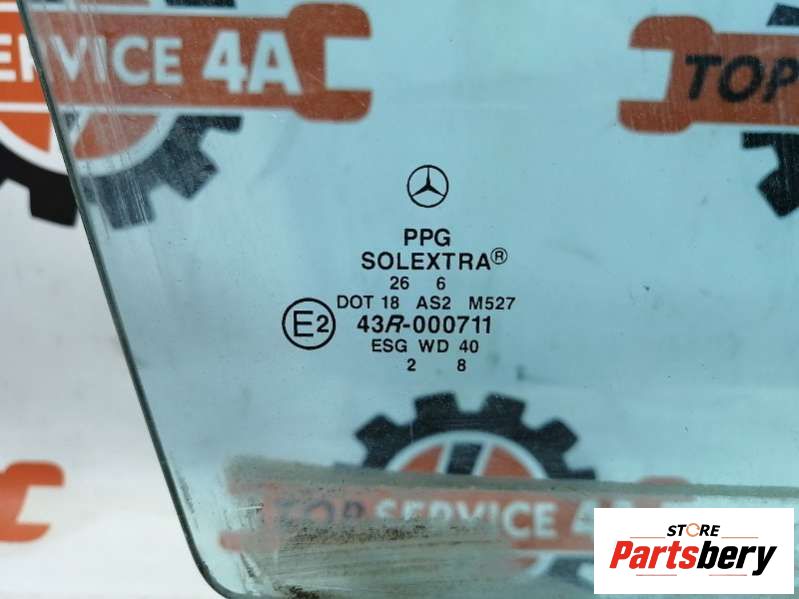 SERVICE 4A
TOP
PPG
SOLEXTRA®
26 6
DOT 18 AS2 M527
E2 43R-000711
ESG WD 40
2 8
TOP SERVICE 4A
STORE
Partsbery